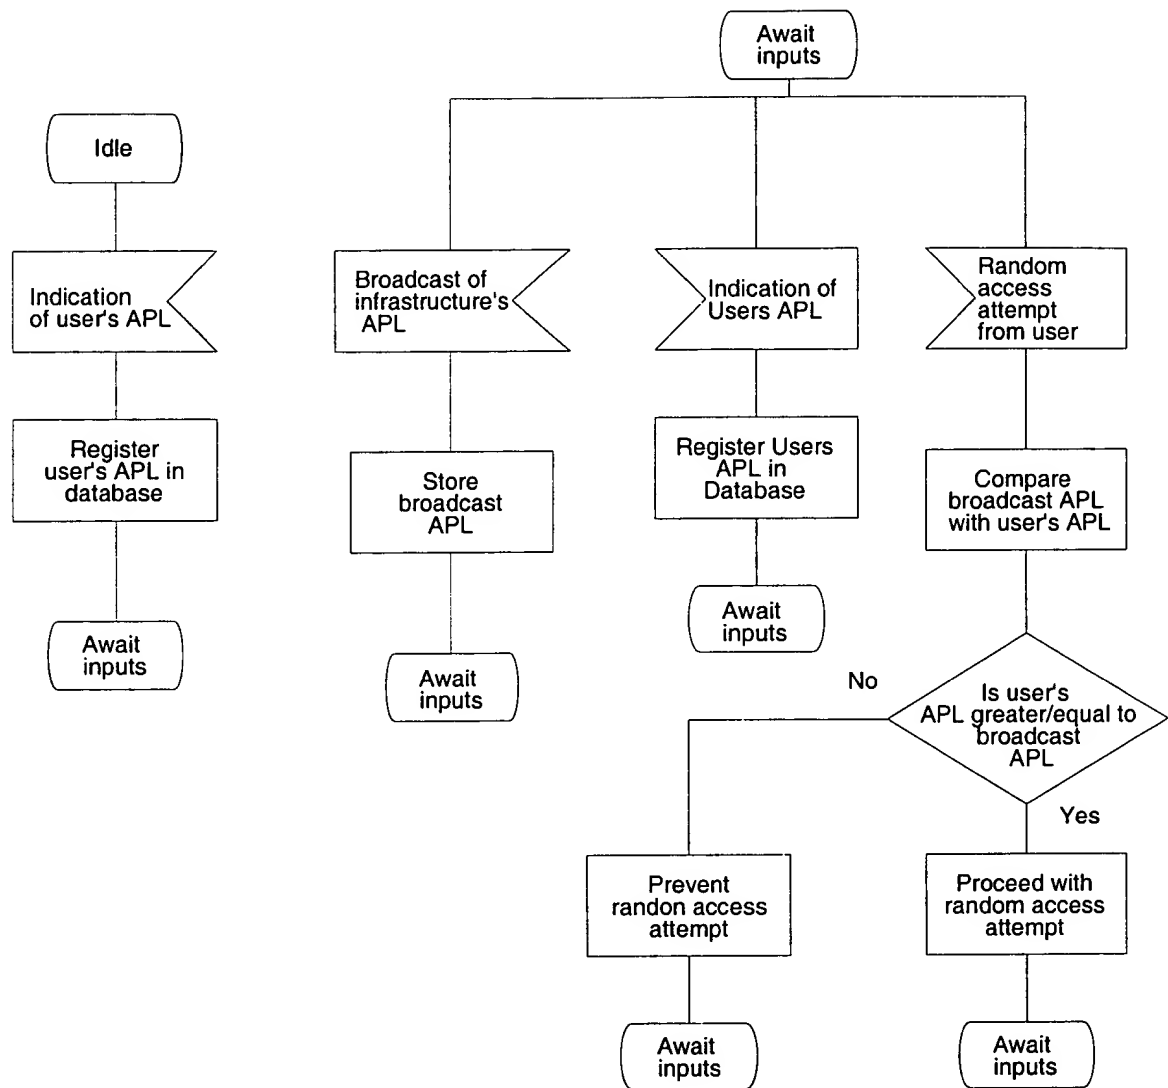 Await
inputs
Idle
Indication
of user's APL
Broadcast of
infrastructure's
APL
Indication of
Users APL
Random
access
attempt
from user
Register
user's APL in
database
Store
broadcast
APL
Register Users
APL in
Database
Compare
broadcast APL
with user's APL
Await
inputs
Await
inputs
Await
inputs
No
Is user's
APL greater/equal to
broadcast
APL
Yes
Prevent
randon access
attempt
Proceed with
random access
attempt
Await
inputs
Await
inputs